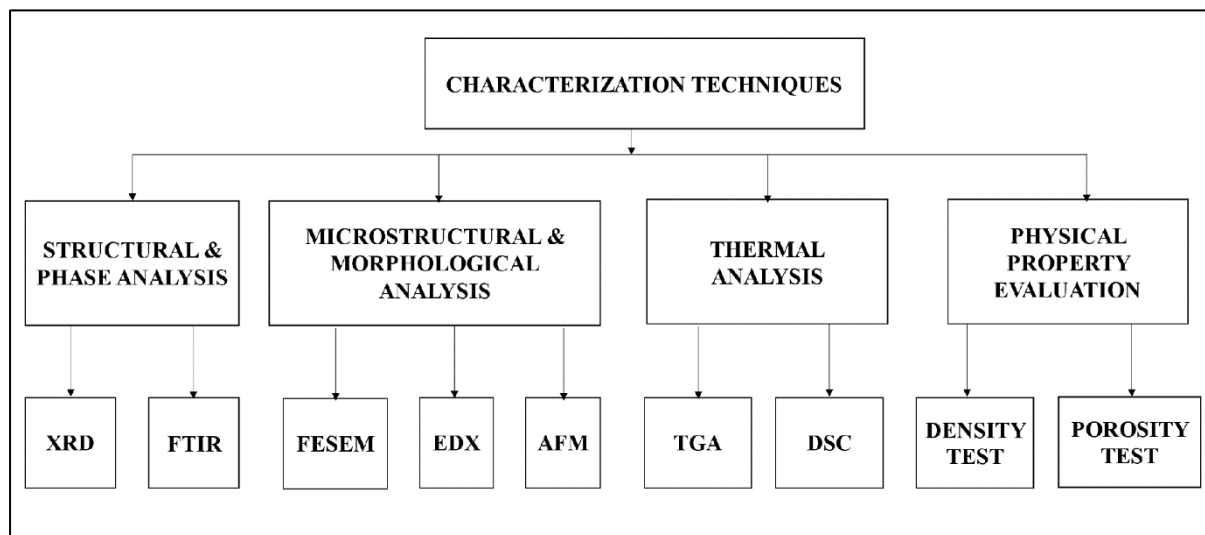 CHARACTERIZATION TECHNIQUES
STRUCTURAL &
PHASE ANALYSIS
MICROSTRUCTURAL &
MORPHOLOGICAL
ANALYSIS
THERMAL
ANALYSIS
PHYSICAL
PROPERTY
EVALUATION
XRD
FTIR
FESEM
EDX
AFM
TGA
DSC
DENSITY
TEST
POROSITY
TEST